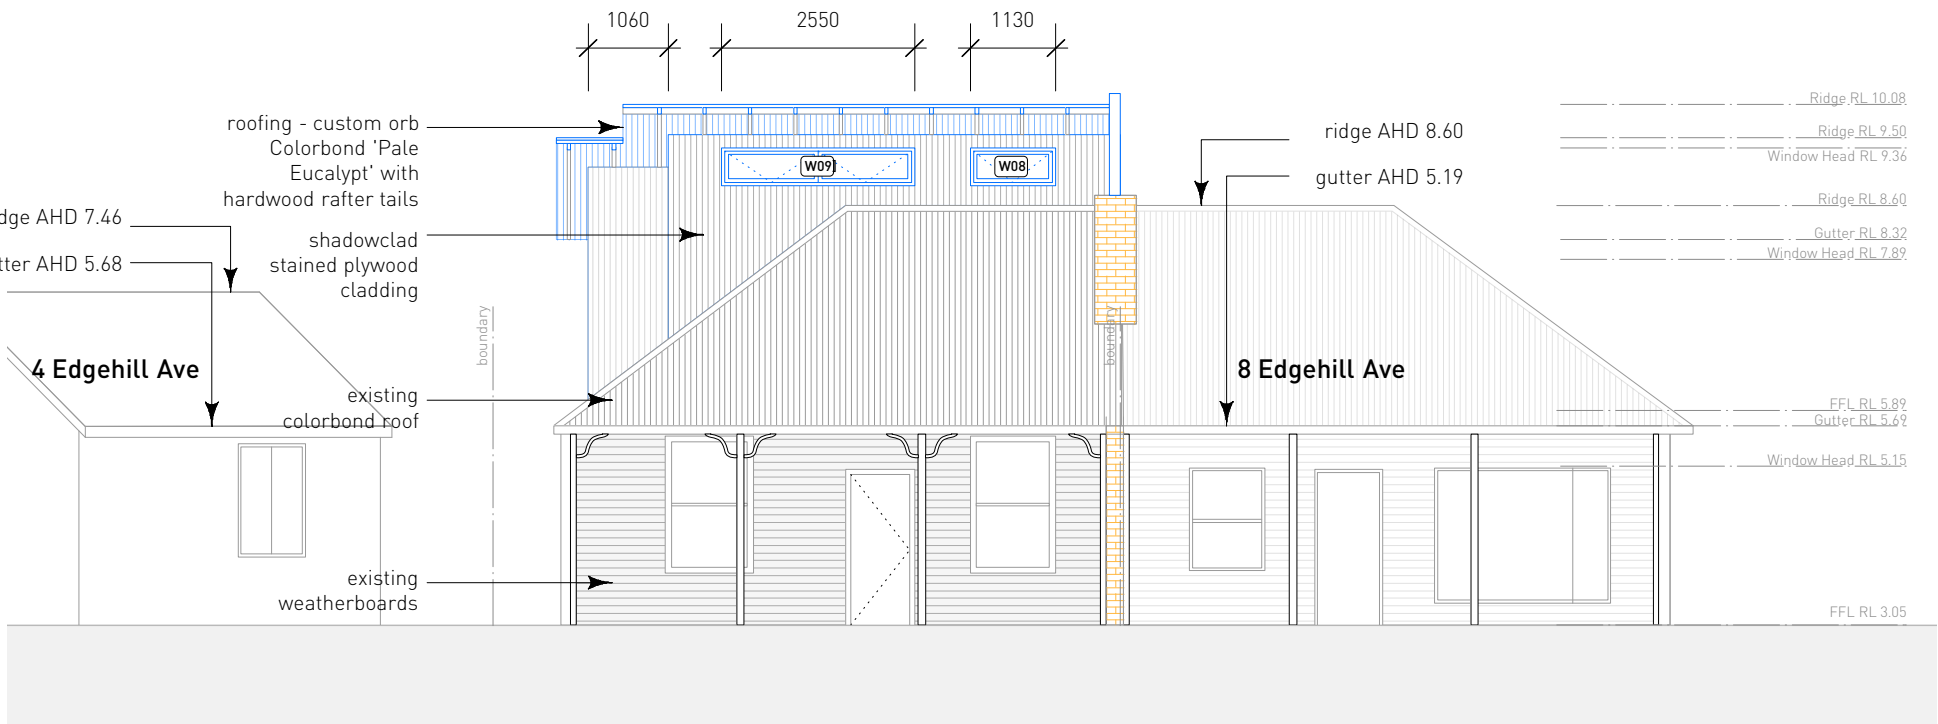 1060
2550
1130
roofing - custom orb
Colorbond 'Pale
Eucalypt' with
hardwood rafter tails
shadowclad
stained plywood
cladding
existing
colorbond roof
existing
weatherboards
dge AHD 7.46
tter AHD 5.68
4 Edgehill Ave
boundary
W09
W08
boundary
ridge AHD 8.60
gutter AHD 5.19
8 Edgehill Ave
Ridge RL 10.08
Ridge RL 9.50
Window Head RL 9.36
Ridge RL 8.60
Gutter RL 8.32
Window Head RL 7.89
FFL RL 5.89
Gutter RL 5.69
Window Head RL 5.15
FFL RL 3.05